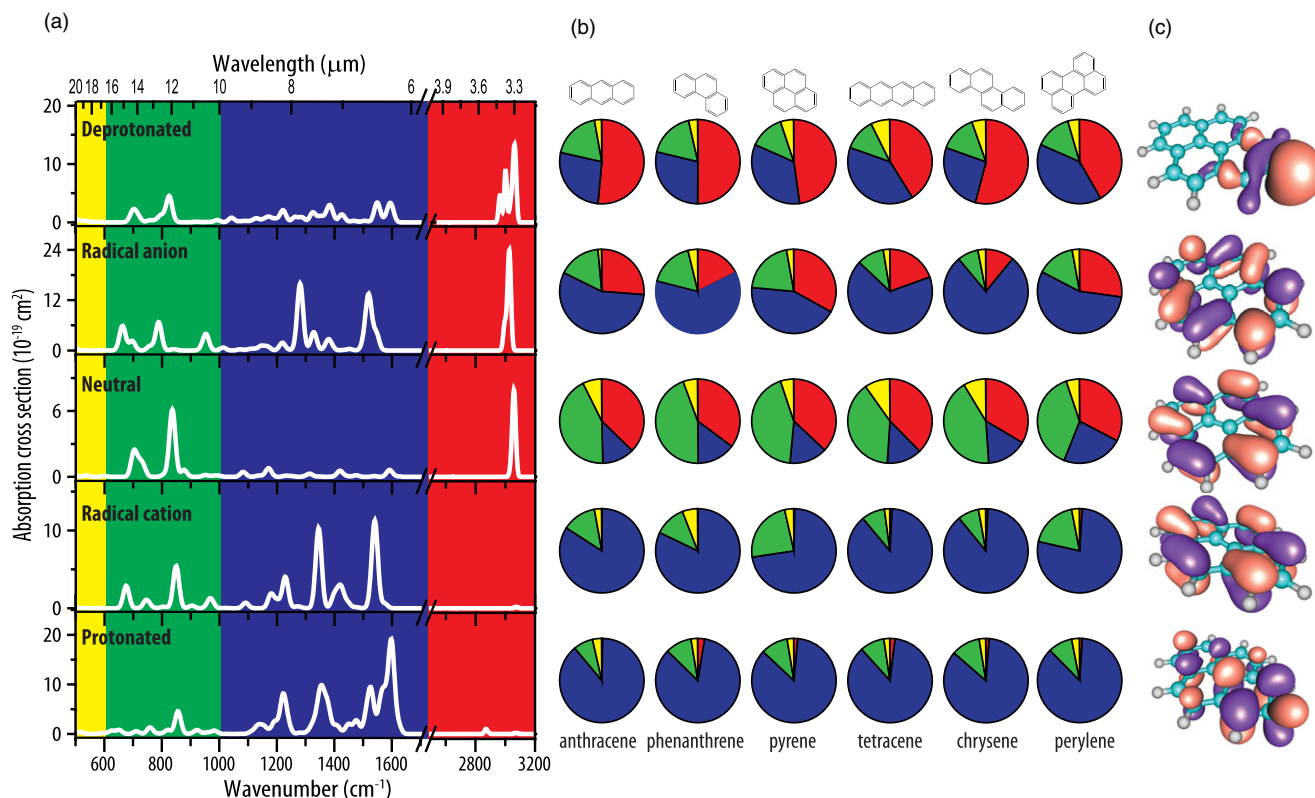 (a)
(b)
(c)
Wavelength (μm)
20 18 16 14 12 10 8 6 3.9 3.6 3.3
Deprotonated
20
10
0
Radical anion
24
12
0
Neutral
6
0
Radical cation
10
0
Protonated
20
10
0
Absorption cross section (10⁻¹⁹ cm²)
600 800 1000 1200 1400 1600 2800 3200
Wavenumber (cm⁻¹)
anthracene phenanthrene pyrene tetracene chrysene perylene